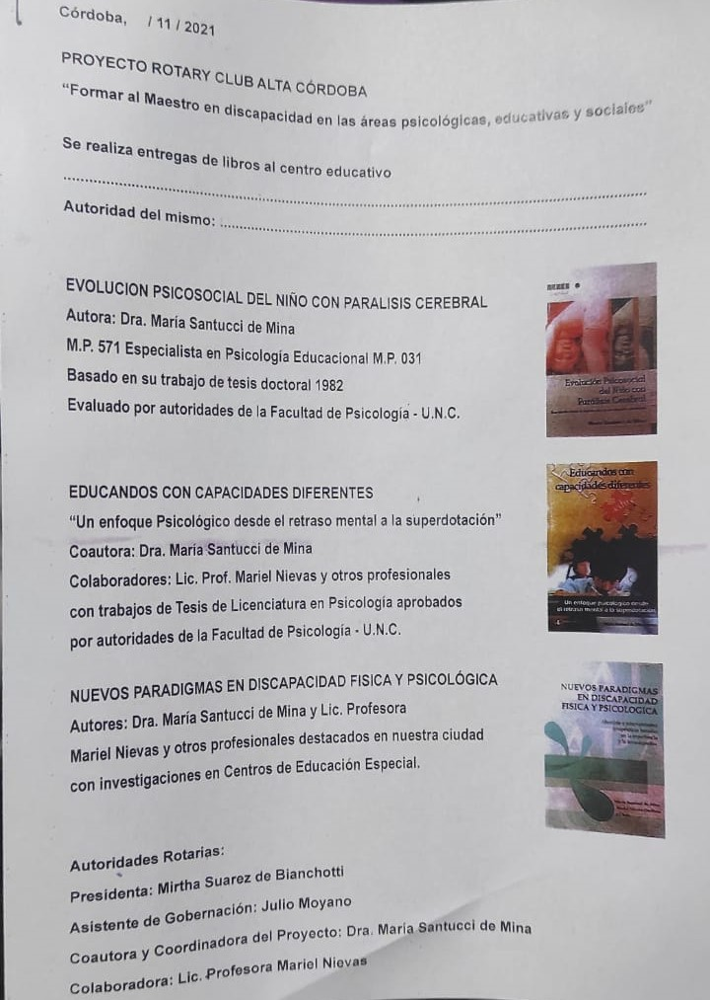 Córdoba, / 11 / 2021
PROYECTO ROTARY CLUB ALTA CÓRDOBA
“Formar al Maestro en discapacidad en las áreas psicológicas, educativas y sociales”
Se realiza entregas de libros al centro educativo
Autoridad del mismo:
EVOLUCION PSICOSOCIAL DEL NIÑO CON PARALISIS CEREBRAL
Autora: Dra. María Santucci de Mina
M.P. 571 Especialista en Psicología Educacional M.P. 031
Basado en su trabajo de tesis doctoral 1982
Evaluado por autoridades de la Facultad de Psicología - U.N.C.
Evolución Psicosocial
del Niño con
Parálisis Cerebral
EDUCANDOS CON CAPACIDADES DIFERENTES
“Un enfoque Psicológico desde el retraso mental a la superdotación”
Coautora: Dra. María Santucci de Mina
Colaboradores: Lic. Prof. Mariel Nievas y otros profesionales
con trabajos de Tesis de Licenciatura en Psicología aprobados
por autoridades de la Facultad de Psicología - U.N.C.
Educandos con
capacidades diferentes
Un enfoque psicológico desde
el retraso mental a la superdotación
NUEVOS PARADIGMAS EN DISCAPACIDAD FISICA Y PSICOLÓGICA
Autores: Dra. María Santucci de Mina y Lic. Profesora
Mariel Nievas y otros profesionales destacados en nuestra ciudad
con investigaciones en Centros de Educación Especial.
NUEVOS PARADIGMAS
EN DISCAPACIDAD
FISICA Y PSICOLOGICA
Autoridades Rotarias:
Presidenta: Mirtha Suarez de Bianchotti
Asistente de Gobernación: Julio Moyano
Coautora y Coordinadora del Proyecto: Dra. María Santucci de Mina
Colaboradora: Lic. Profesora Mariel Nievas